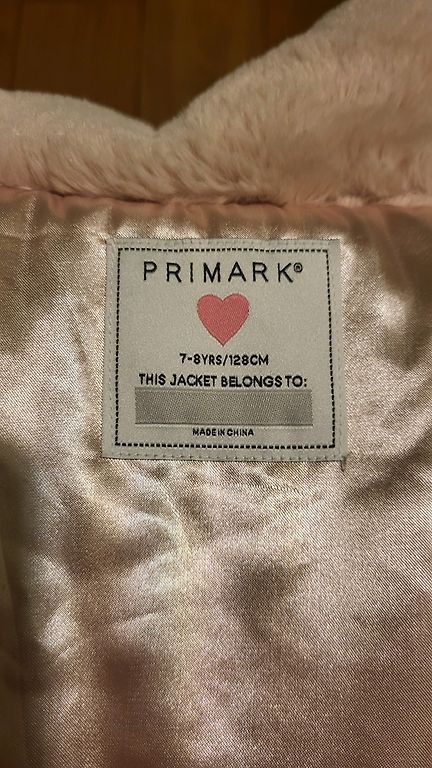 PRIMARK®
7-8YRS/128CM
THIS JACKET BELONGS TO:
MADE IN CHINA